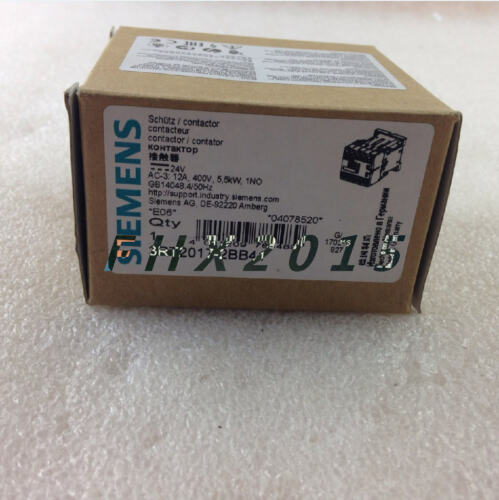 SIEMENS
Schütz / contactor
contacteur
contactor / contator
контактор
接触器
24V
AC-3: 12A, 400V, 5,5kW, 1NO
GB14048.4/50Hz
http://support.industry.siemens.com
Siemens AG, DE-92220 Amberg
"E06" "04078520"
Qty
1
3RT2017-2BB41
FHX2015
Изготовлено в Германии